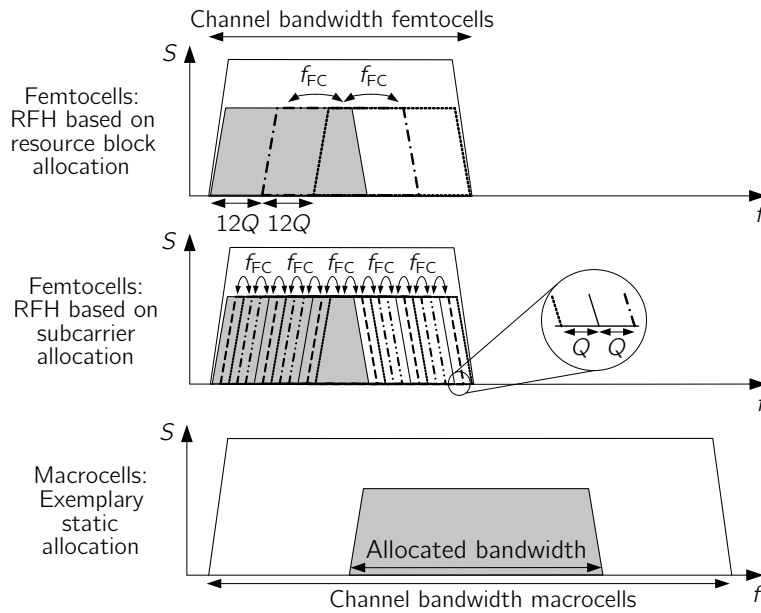 Channel bandwidth femtocells
S
Femtocells:
RFH based on
resource block
allocation
f_FC f_FC
12Q 12Q
f
S
Femtocells:
RFH based on
subcarrier
allocation
f_FC f_FC f_FC f_FC f_FC
Q Q
f
S
Macrocells:
Exemplary
static
allocation
Allocated bandwidth
Channel bandwidth macrocells
f